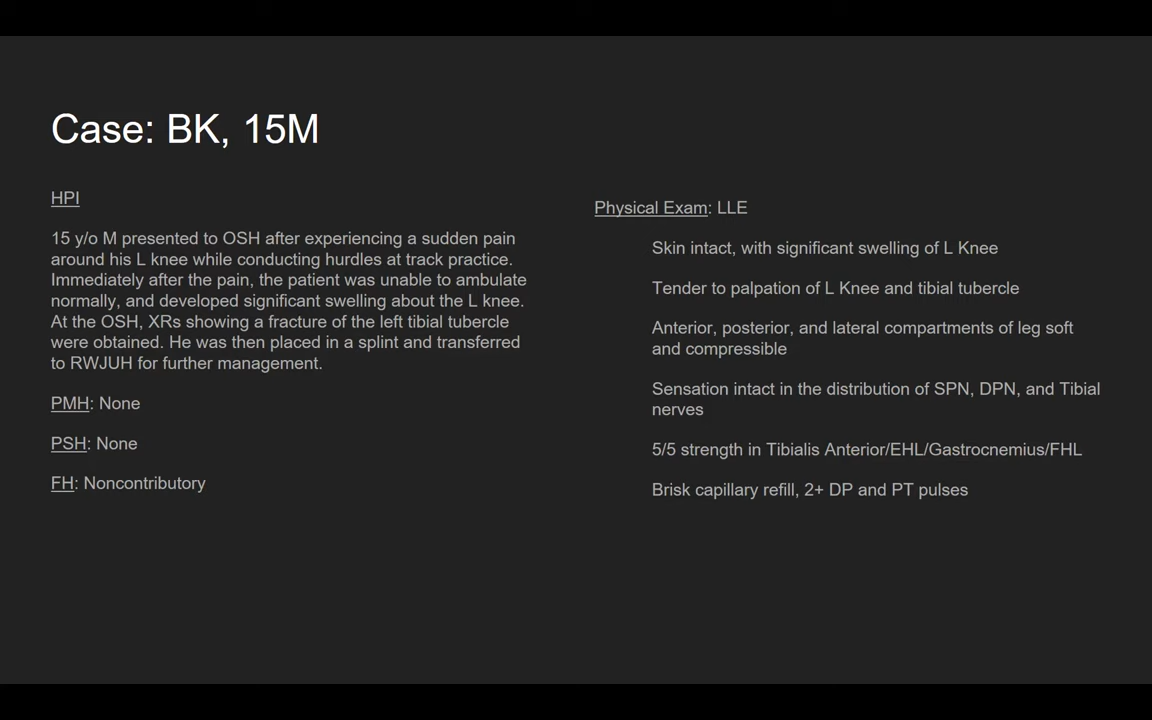 Case: BK, 15M
HPI
15 y/o M presented to OSH after experiencing a sudden pain
around his L knee while conducting hurdles at track practice.
Immediately after the pain, the patient was unable to ambulate
normally, and developed significant swelling about the L knee.
At the OSH, XRs showing a fracture of the left tibial tubercle
were obtained. He was then placed in a splint and transferred
to RWJUH for further management.
PMH: None
PSH: None
FH: Noncontributory
Physical Exam: LLE
Skin intact, with significant swelling of L Knee
Tender to palpation of L Knee and tibial tubercle
Anterior, posterior, and lateral compartments of leg soft
and compressible
Sensation intact in the distribution of SPN, DPN, and Tibial
nerves
5/5 strength in Tibialis Anterior/EHL/Gastrocnemius/FHL
Brisk capillary refill, 2+ DP and PT pulses